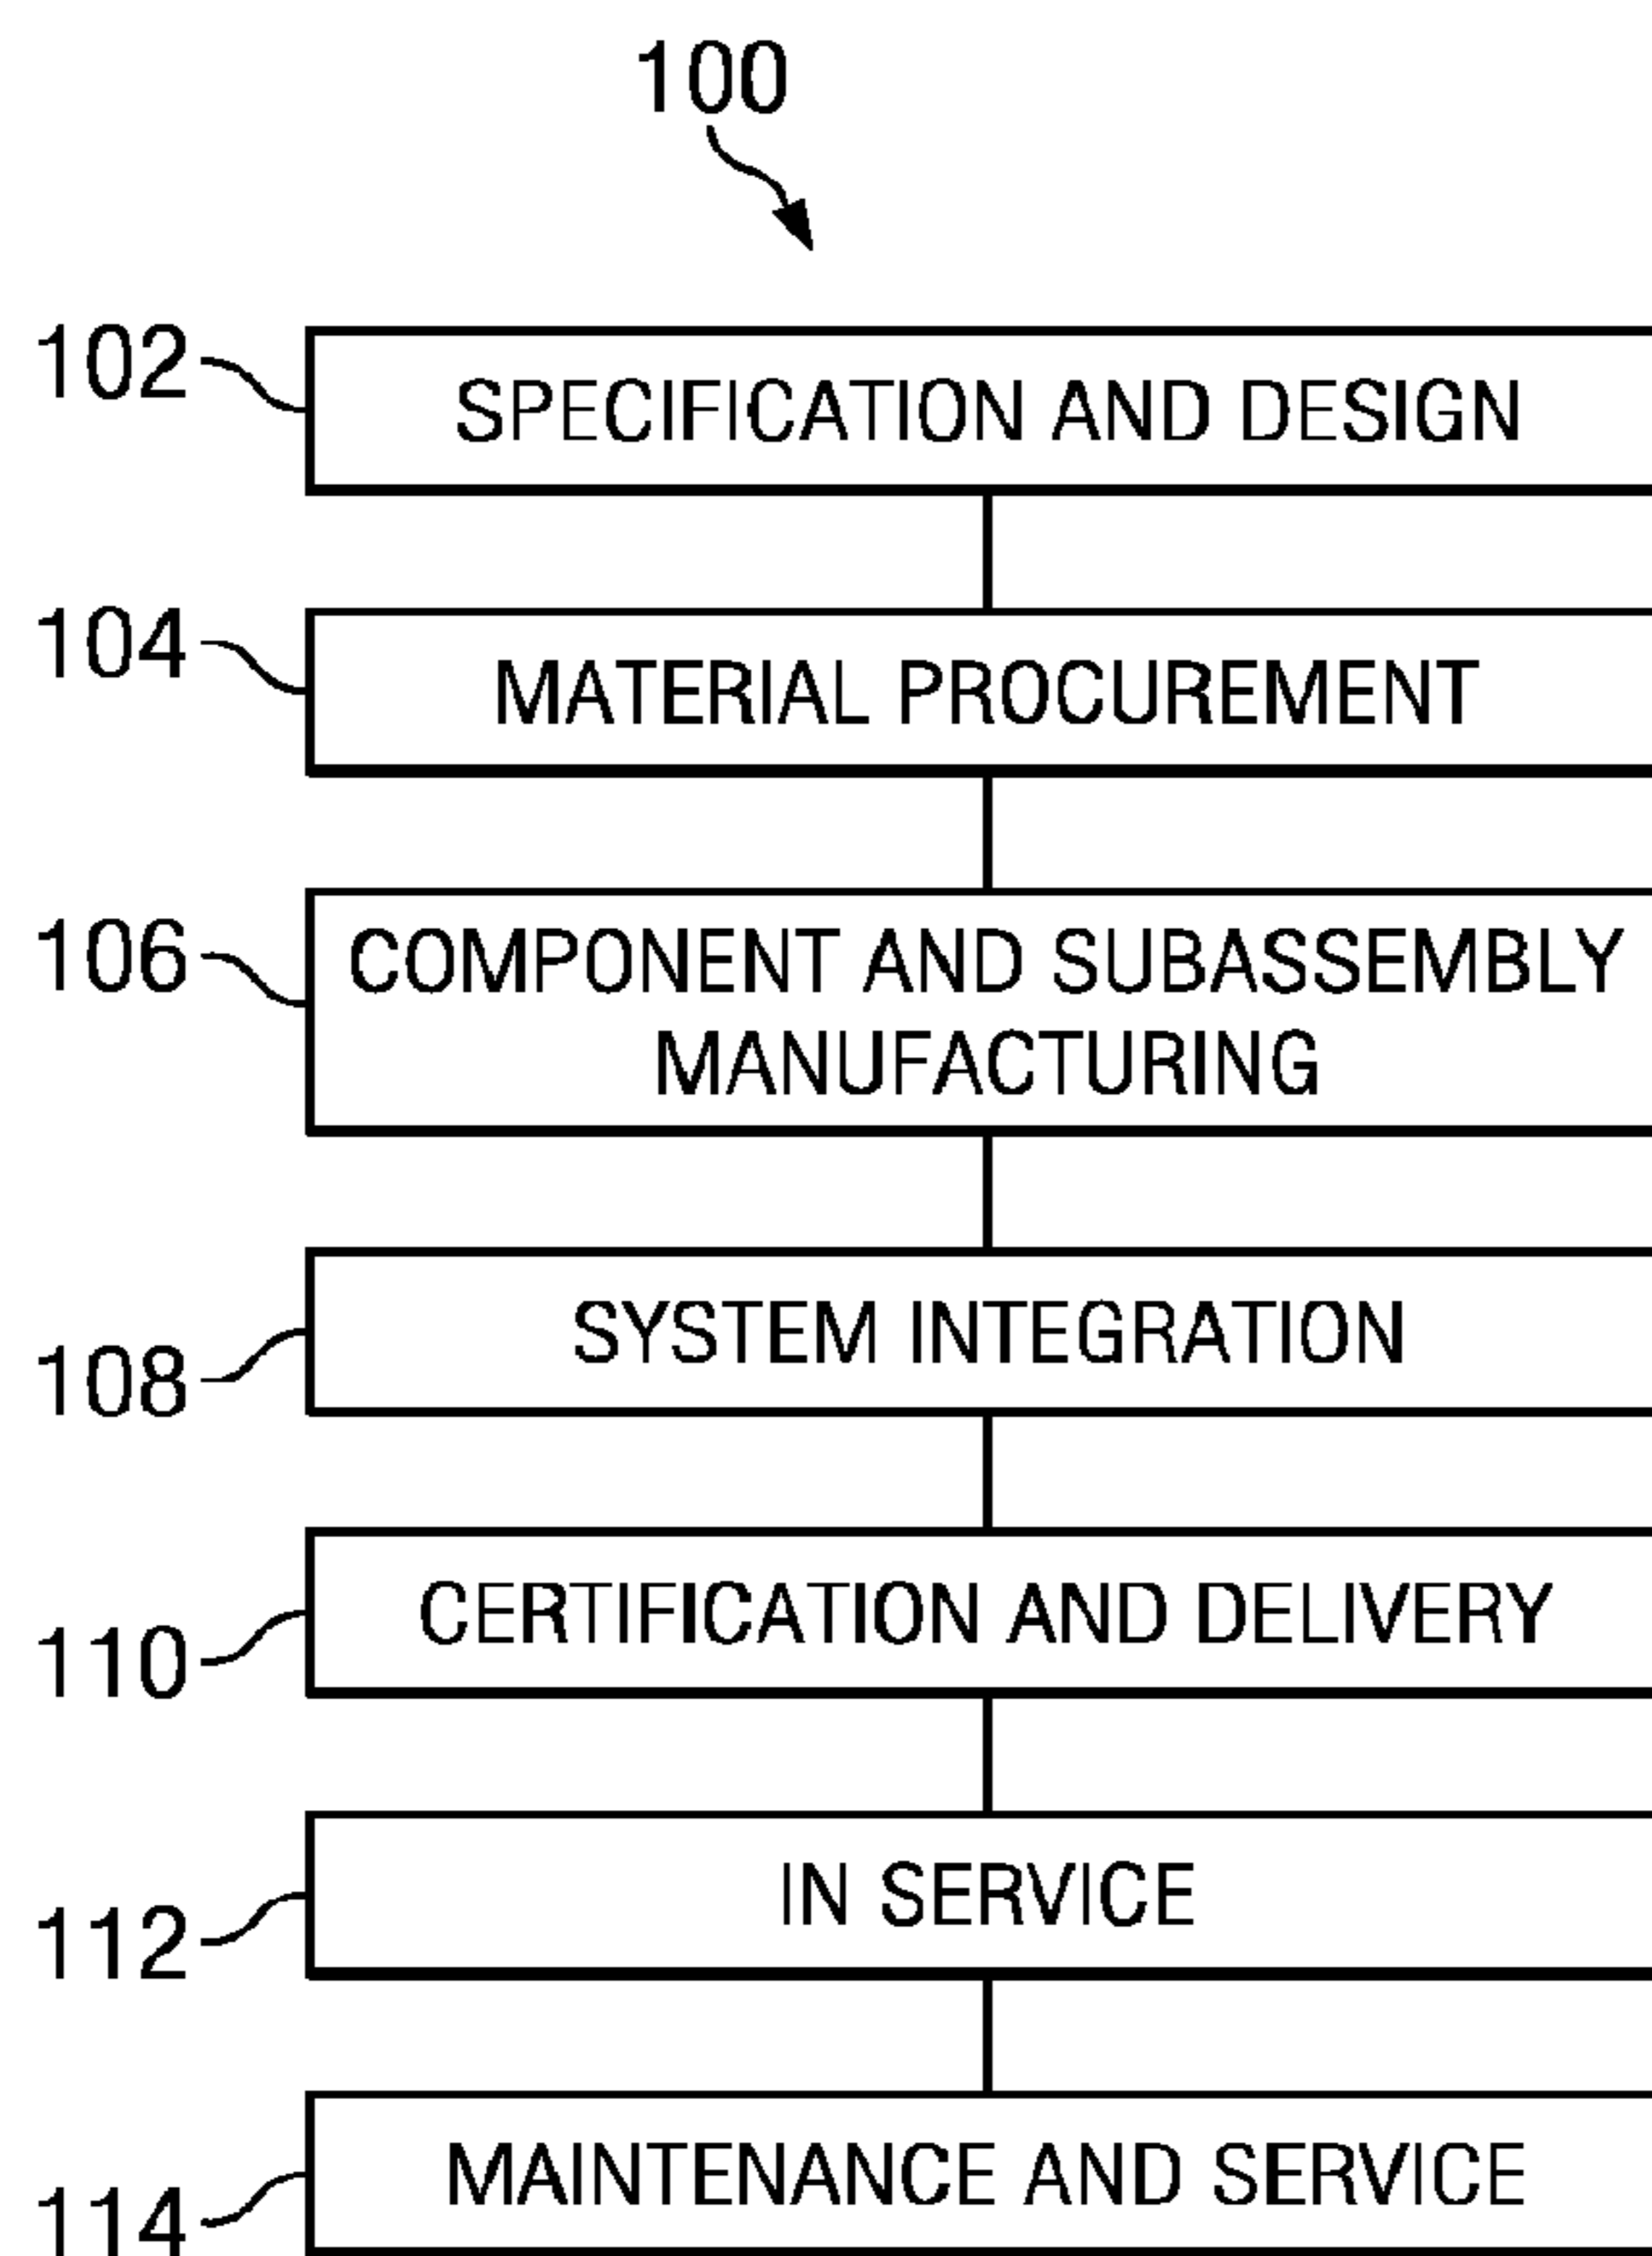 100
102
SPECIFICATION AND DESIGN
104
MATERIAL PROCUREMENT
106
COMPONENT AND SUBASSEMBLY
MANUFACTURING
108
SYSTEM INTEGRATION
110
CERTIFICATION AND DELIVERY
112
IN SERVICE
114
MAINTENANCE AND SERVICE